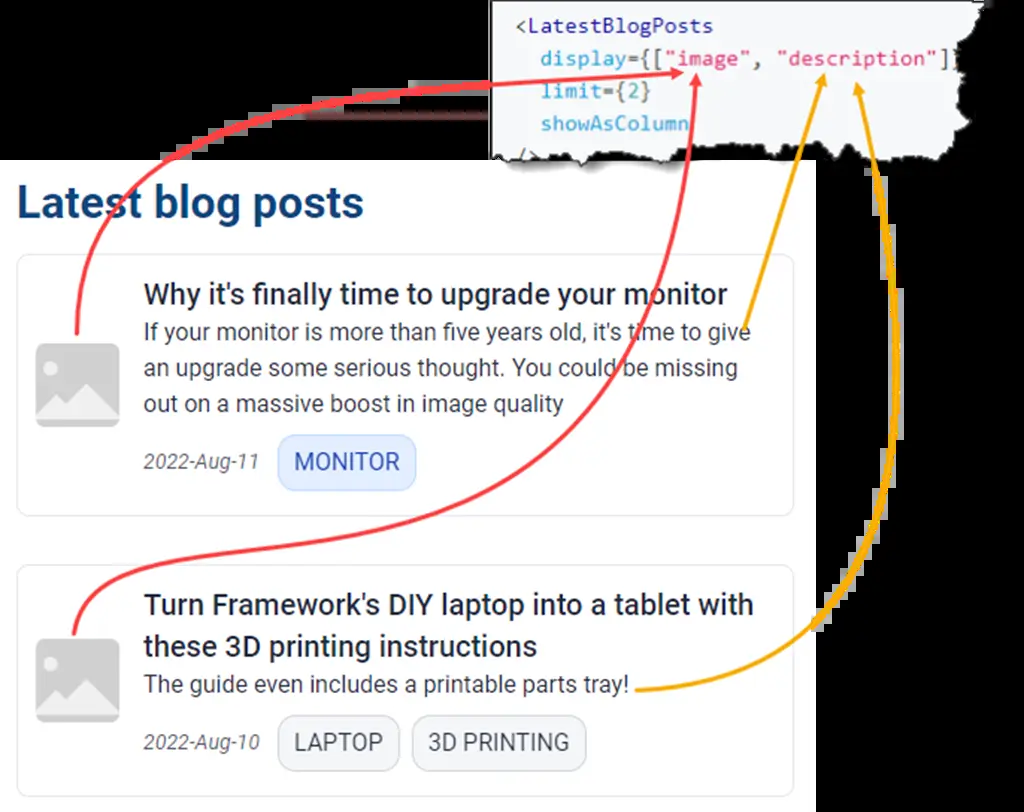 <LatestBlogPosts
display={["image", "description"]}
limit={2}
showAsColumn
/>
Latest blog posts
Why it's finally time to upgrade your monitor
If your monitor is more than five years old, it's time to give
an upgrade some serious thought. You could be missing
out on a massive boost in image quality
2022-Aug-11 MONITOR
Turn Framework's DIY laptop into a tablet with
these 3D printing instructions
The guide even includes a printable parts tray!
2022-Aug-10 LAPTOP 3D PRINTING